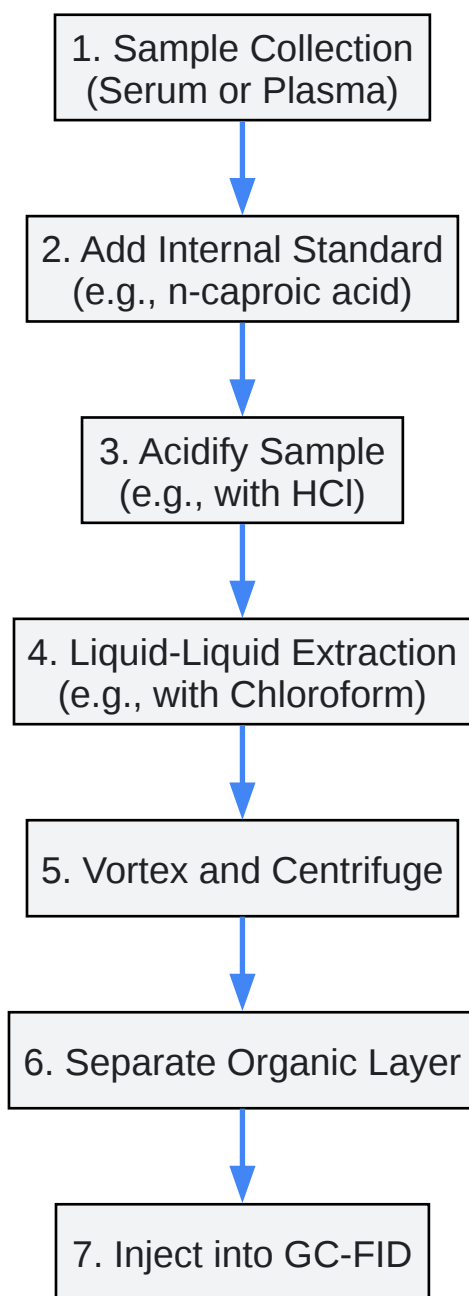 1. Sample Collection
(Serum or Plasma)
2. Add Internal Standard
(e.g., n-caproic acid)
3. Acidify Sample
(e.g., with HCl)
4. Liquid-Liquid Extraction
(e.g., with Chloroform)
5. Vortex and Centrifuge
6. Separate Organic Layer
7. Inject into GC-FID